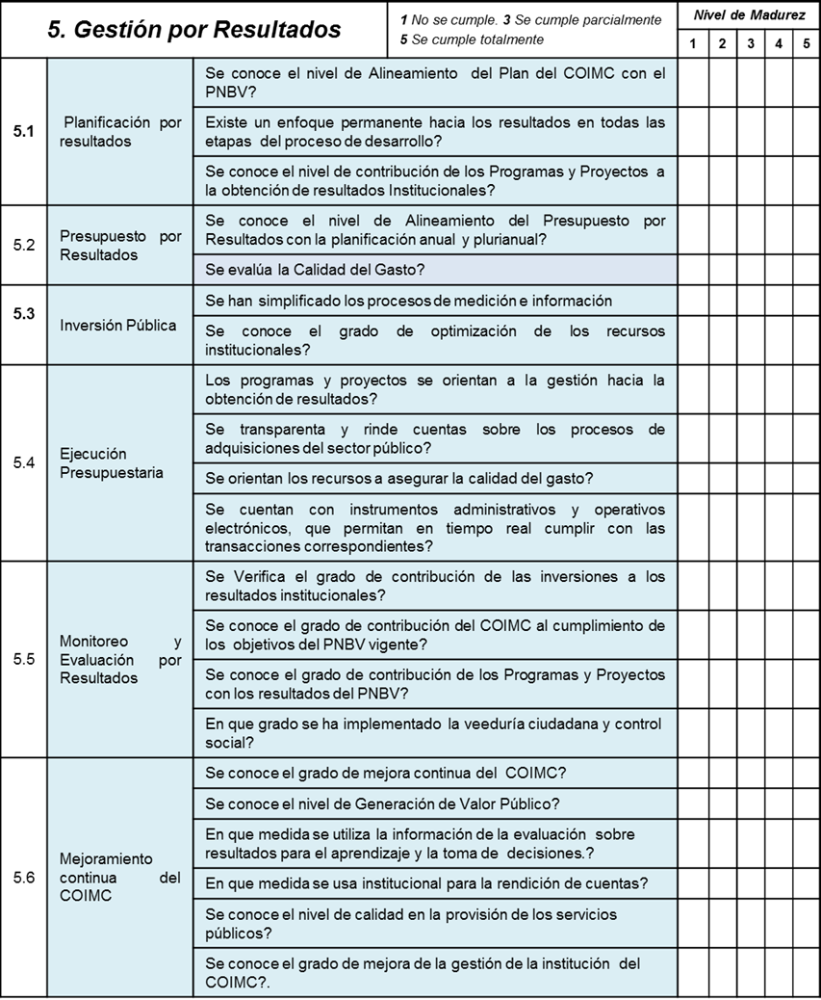 5. Gestión por Resultados
1 No se cumple. 3 Se cumple parcialmente
5 Se cumple totalmente
Nivel de Madurez
1 2 3 4 5
5.1
Planificación por
resultados
Se conoce el nivel de Alineamiento del Plan del COIMC con el
PNBV?
Existe un enfoque permanente hacia los resultados en todas las
etapas del proceso de desarrollo?
Se conoce el nivel de contribución de los Programas y Proyectos a
la obtención de resultados Institucionales?
5.2
Presupuesto por
Resultados
Se conoce el nivel de Alineamiento del Presupuesto por
Resultados con la planificación anual y plurianual?
Se evalúa la Calidad del Gasto?
5.3
Inversión Pública
Se han simplificado los procesos de medición e información
Se conoce el grado de optimización de los recursos
institucionales?
5.4
Ejecución
Presupuestaria
Los programas y proyectos se orientan a la gestión hacia la
obtención de resultados?
Se transparenta y rinde cuentas sobre los procesos de
adquisiciones del sector público?
Se orientan los recursos a asegurar la calidad del gasto?
Se cuentan con instrumentos administrativos y operativos
electrónicos, que permitan en tiempo real cumplir con las
transacciones correspondientes?
5.5
Monitoreo y
Evaluación por
Resultados
Se Verifica el grado de contribución de las inversiones a los
resultados institucionales?
Se conoce el grado de contribución del COIMC al cumplimiento de
los objetivos del PNBV vigente?
Se conoce el grado de contribución de los Programas y Proyectos
con los resultados del PNBV?
En que grado se ha implementado la veeduría ciudadana y control
social?
5.6
Mejoramiento
continua del
COIMC
Se conoce el grado de mejora continua del COIMC?
Se conoce el nivel de Generación de Valor Público?
En que medida se utiliza la información de la evaluación sobre
resultados para el aprendizaje y la toma de decisiones.?
En que medida se usa institucional para la rendición de cuentas?
Se conoce el nivel de calidad en la provisión de los servicios
públicos?
Se conoce el grado de mejora de la gestión de la institución del
COIMC?.